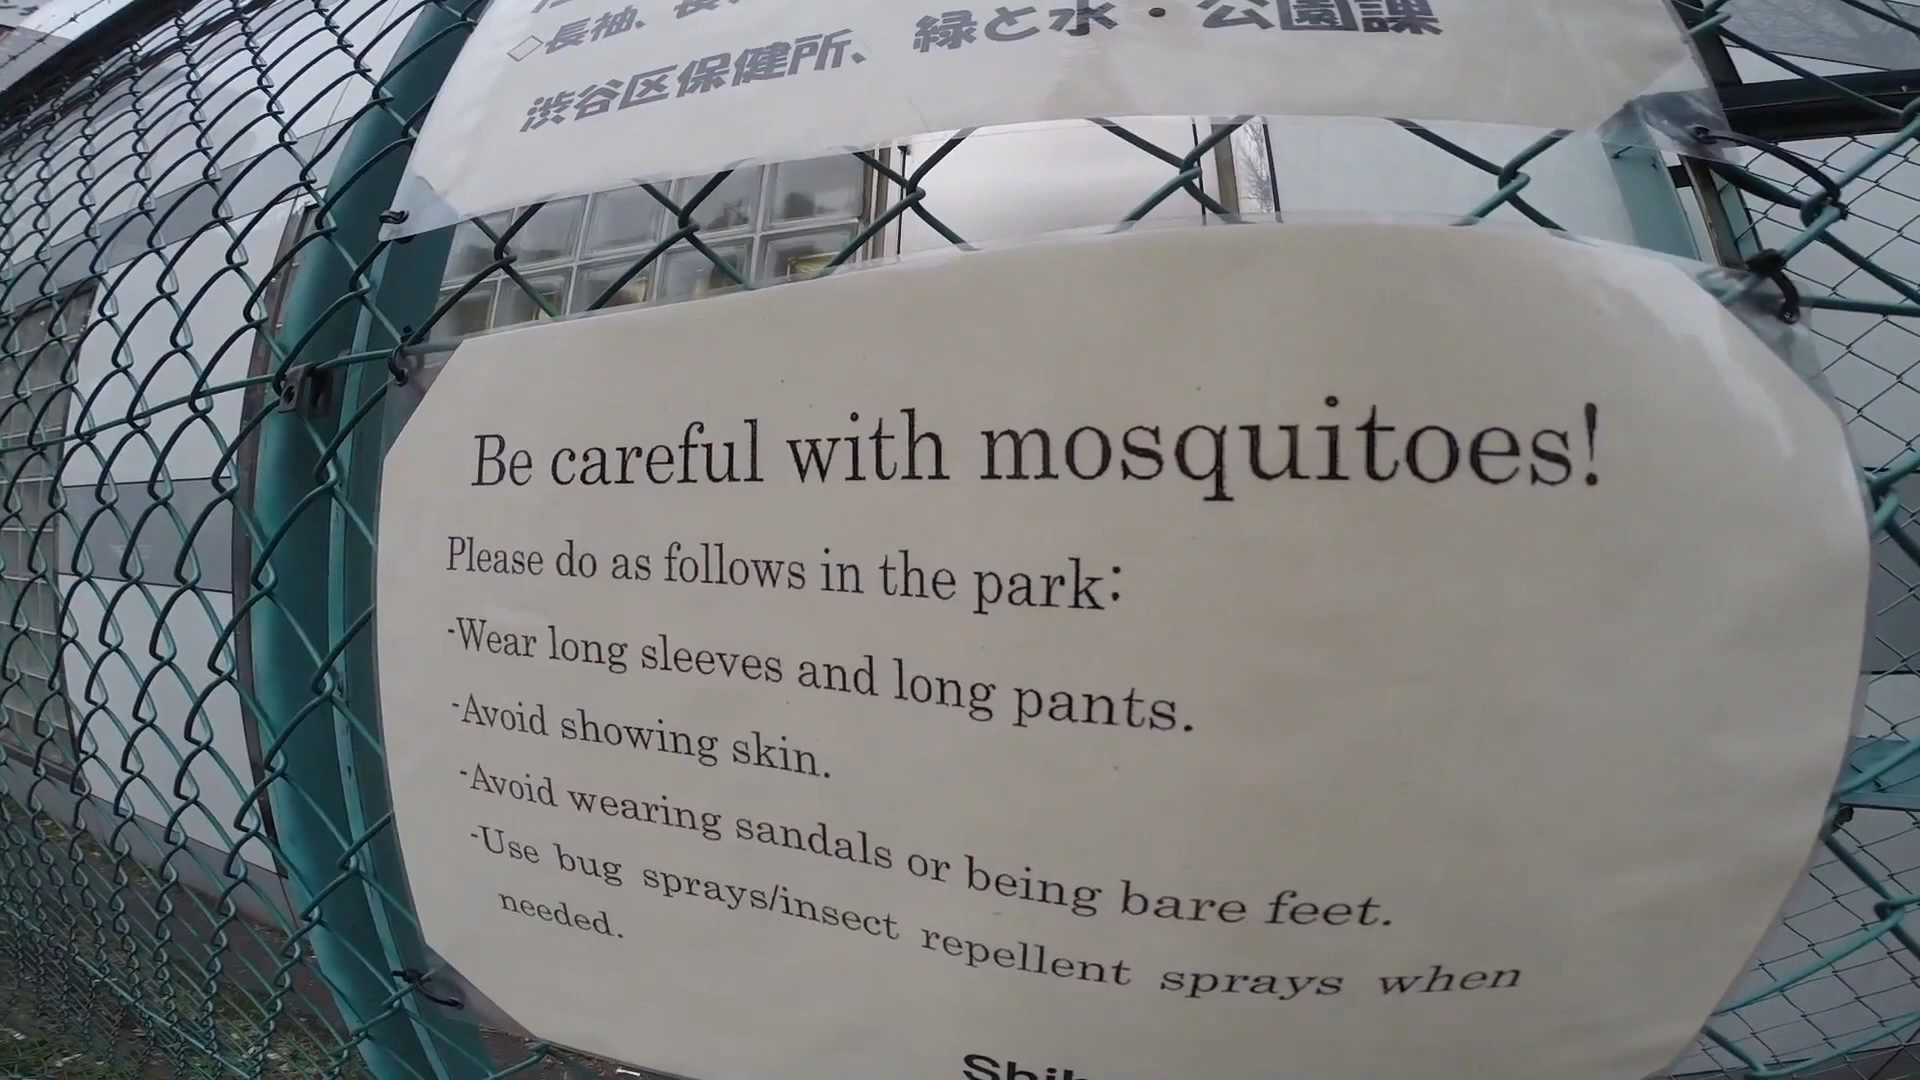 ◇長袖、長
渋谷区保健所、緑と水・公園課
Be careful with mosquitoes!
Please do as follows in the park:
-Wear long sleeves and long pants.
-Avoid showing skin.
-Avoid wearing sandals or being bare feet.
-Use bug sprays/insect repellent sprays when
needed.